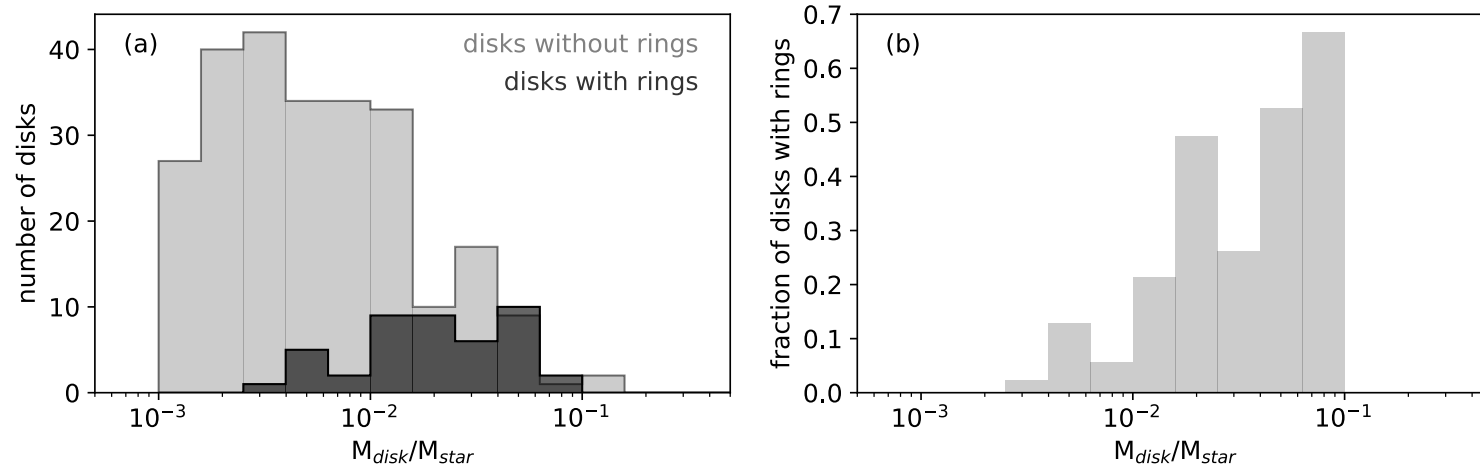 (a)
disks without rings
disks with rings
number of disks
40
30
20
10
0
10⁻³
10⁻²
10⁻¹
M_disk/M_star
(b)
fraction of disks with rings
0.7
0.6
0.5
0.4
0.3
0.2
0.1
0.0
10⁻³
10⁻²
10⁻¹
M_disk/M_star